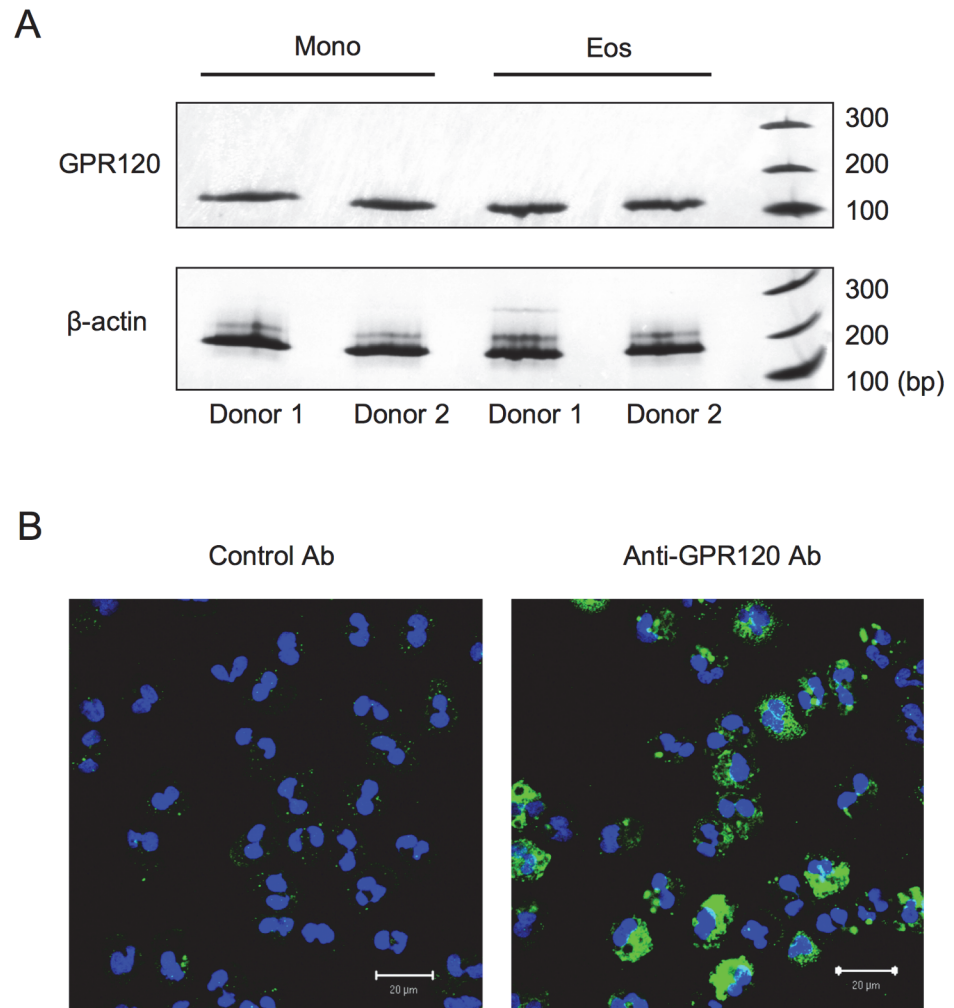 A
Mono Eos
GPR120
300
200
100
β-actin
300
200
100 (bp)
Donor 1 Donor 2 Donor 1 Donor 2
B
Control Ab Anti-GPR120 Ab
20 μm 20 μm